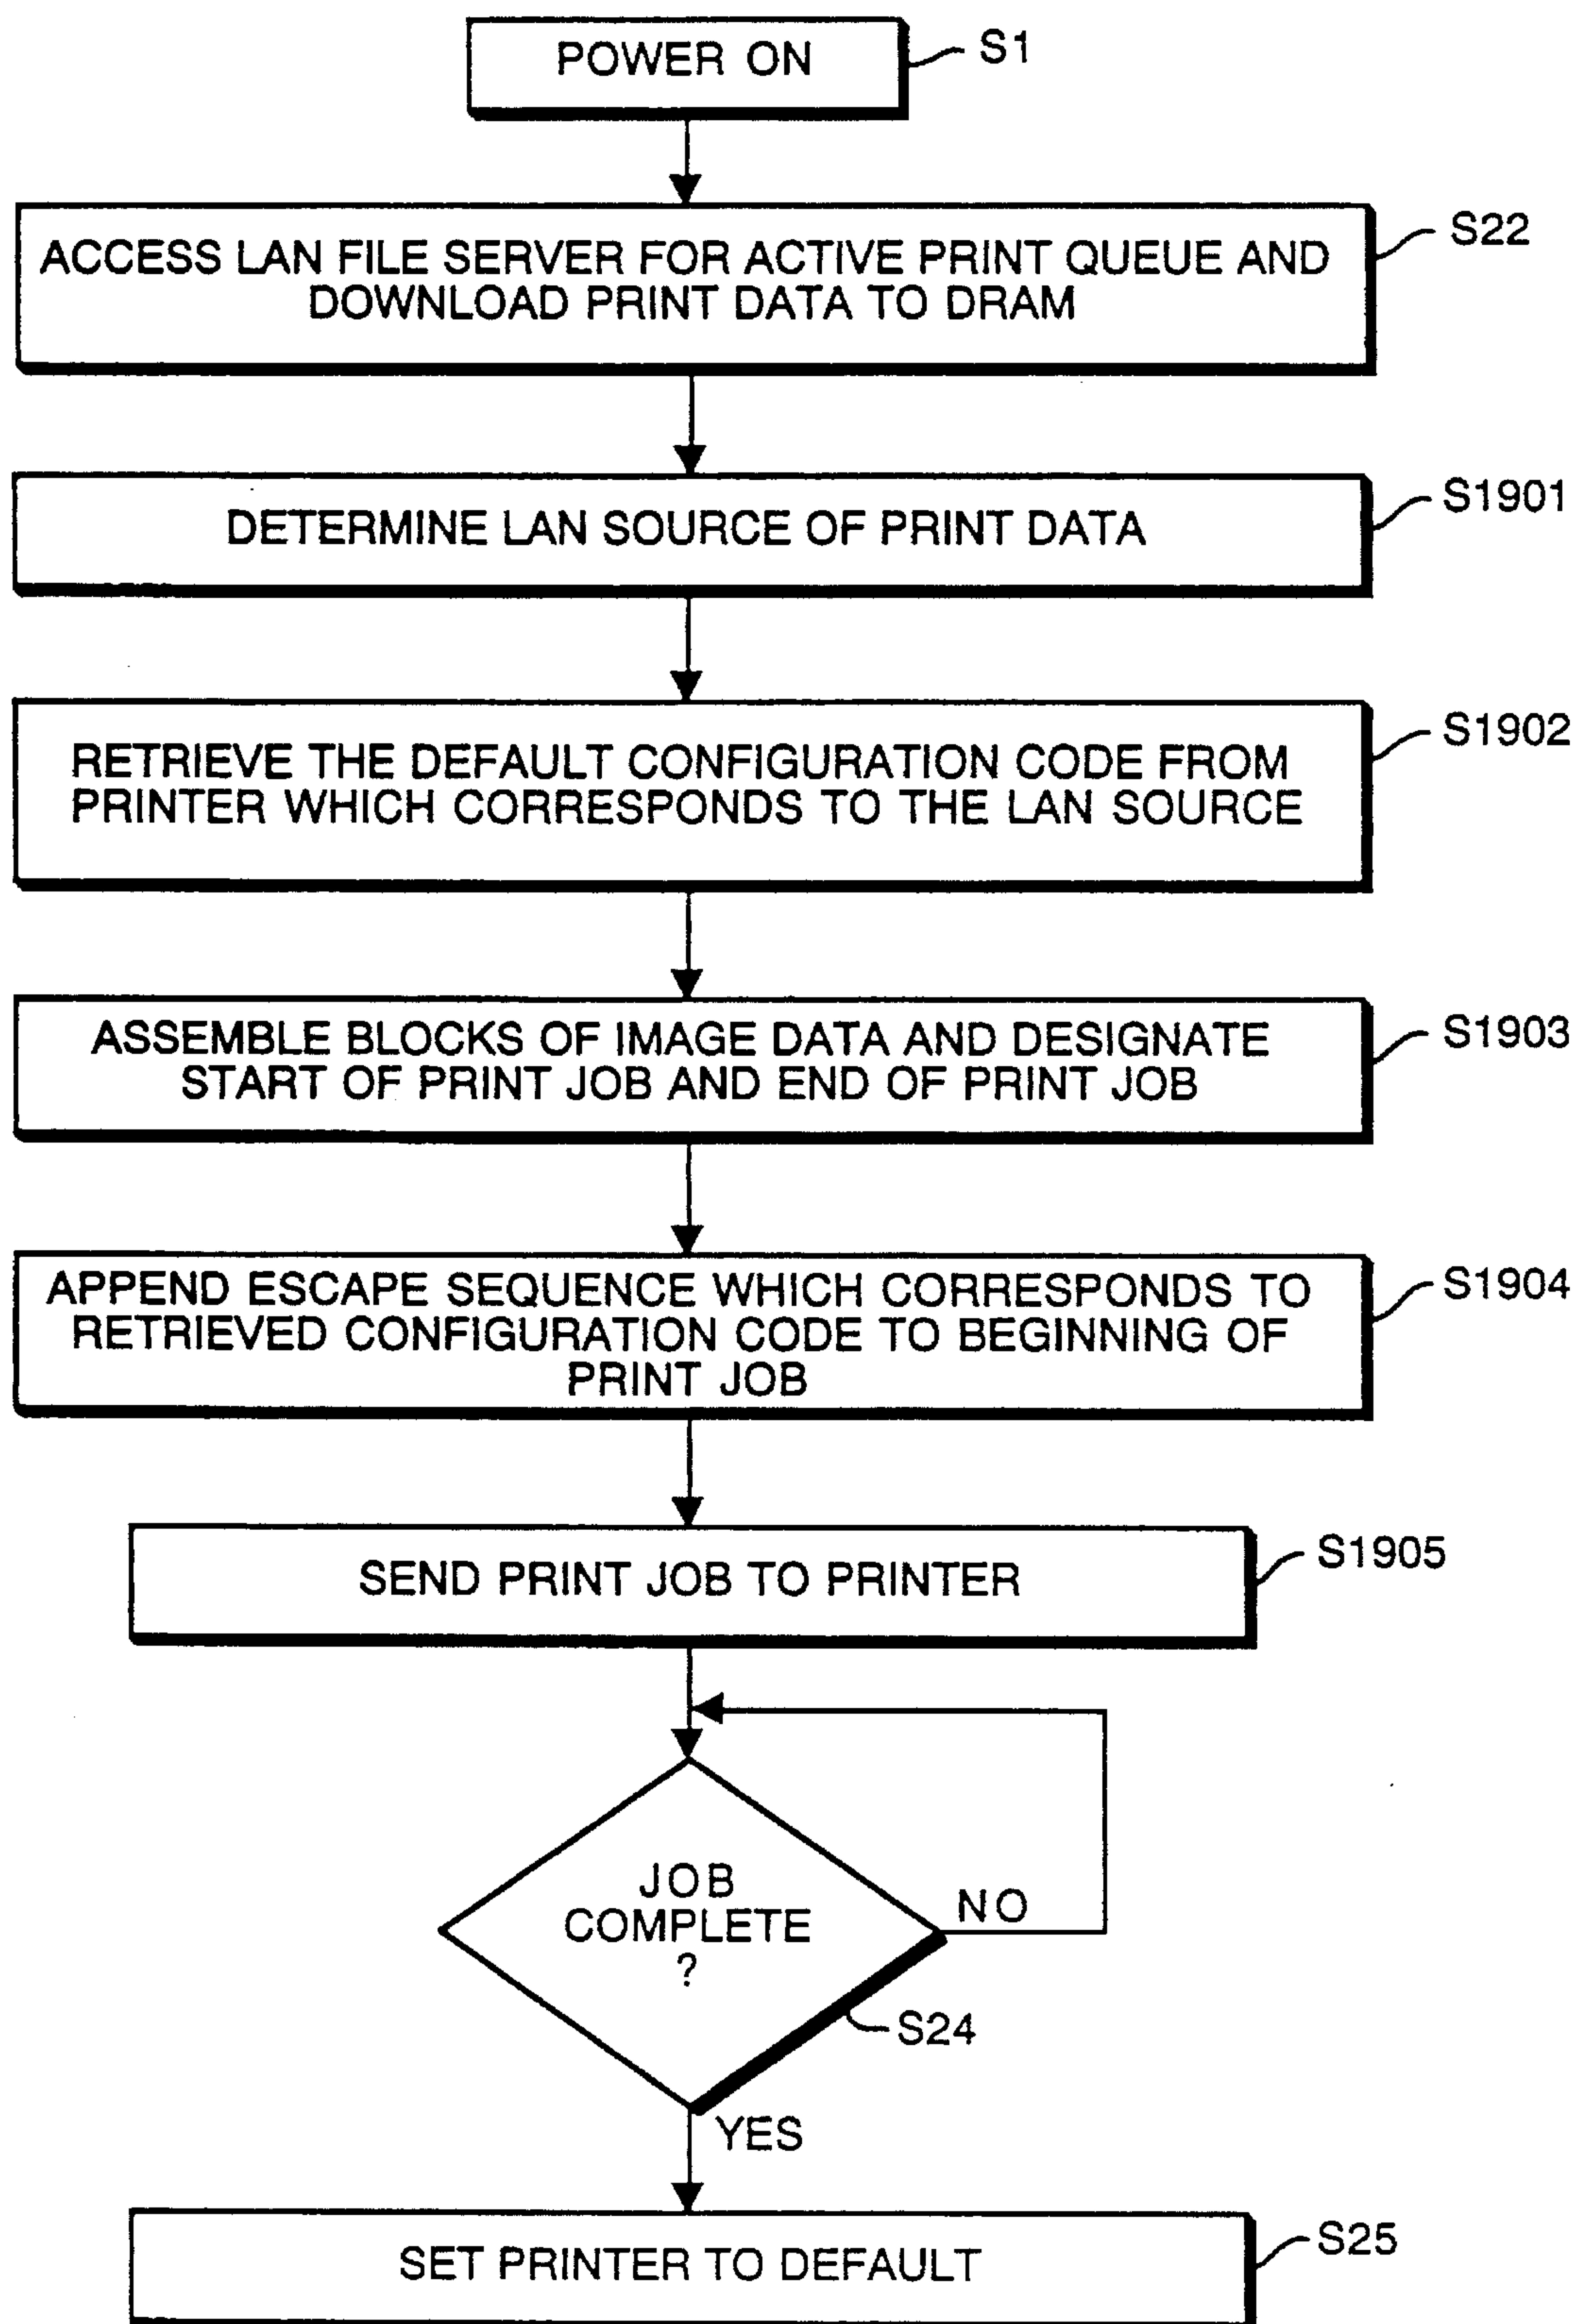 POWER ON
S1
ACCESS LAN FILE SERVER FOR ACTIVE PRINT QUEUE AND
DOWNLOAD PRINT DATA TO DRAM
S22
DETERMINE LAN SOURCE OF PRINT DATA
S1901
RETRIEVE THE DEFAULT CONFIGURATION CODE FROM
PRINTER WHICH CORRESPONDS TO THE LAN SOURCE
S1902
ASSEMBLE BLOCKS OF IMAGE DATA AND DESIGNATE
START OF PRINT JOB AND END OF PRINT JOB
S1903
APPEND ESCAPE SEQUENCE WHICH CORRESPONDS TO
RETRIEVED CONFIGURATION CODE TO BEGINNING OF
PRINT JOB
S1904
SEND PRINT JOB TO PRINTER
S1905
JOB
COMPLETE
?
NO
S24
YES
SET PRINTER TO DEFAULT
S25